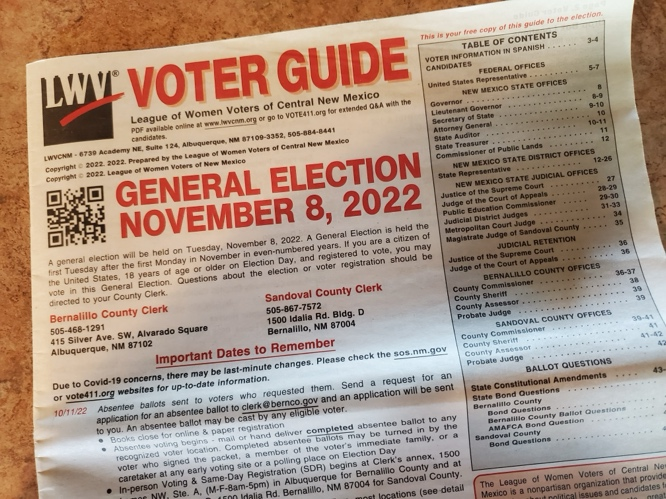 This is your free copy of this guide to the election.
LWV®
VOTER GUIDE
League of Women Voters of Central New Mexico
PDF available online at www.lwvcnm.org or go to VOTE411.org for extended Q&A with the
candidates.
LWVCNM - 6739 Academy NE, Suite 124, Albuquerque, NM 87109-3352, 505-884-8441
Copyright © 2022. 2022. Prepared by the League of Women Voters of Central New Mexico
Copyright © 2022. League of Women Voters of New Mexico
GENERAL ELECTION
NOVEMBER 8, 2022
A general election will be held on Tuesday, November 8, 2022. A General Election is held the
first Tuesday after the first Monday in November in even-numbered years. If you are a citizen of
the United States, 18 years of age or older on Election Day, and registered to vote, you may
vote in this General Election. Questions about the election or voter registration should be
directed to your County Clerk.
Bernalillo County Clerk
505-468-1291
415 Silver Ave. SW, Alvarado Square
Albuquerque, NM 87102
Sandoval County Clerk
505-867-7572
1500 Idalia Rd. Bldg. D
Bernalillo, NM 87004
Important Dates to Remember
Due to Covid-19 concerns, there may be last-minute changes. Please check the sos.nm.gov
or vote411.org websites for up-to-date information.
10/11/22 Absentee ballots sent to voters who requested them. Send a request for an
application for an absentee ballot to clerk@bernco.gov and an application will be sent
to you. An absentee ballot may be cast by any eligible voter.
• Books close for online & paper registration
• Absentee voting begins - mail or hand deliver completed absentee ballot to any
recognized voter location. Completed absentee ballots may be turned in by the
voter who signed the packet, a member of the voter's immediate family, or a
caretaker at any early voting site or a polling place on Election Day
• In-person Voting & Same-Day Registration (SDR) begins at Clerk's annex, 1500
NW, Ste. A, (M-F-8am-5pm) in Albuquerque for Bernalillo County and at
1500 Idalia Rd. Bernalillo, NM 87004 for Sandoval County.
most locations (see detail
TABLE OF CONTENTS
VOTER INFORMATION IN SPANISH 3-4
CANDIDATES
FEDERAL OFFICES
United States Representative 5-7
NEW MEXICO STATE OFFICES
Governor 8
Lieutenant Governor 8-9
Secretary of State 9-10
Attorney General 10
State Auditor 10-11
State Treasurer 11
Commissioner of Public Lands 12
NEW MEXICO STATE DISTRICT OFFICES
State Representative 12-26
NEW MEXICO STATE JUDICIAL OFFICES
Justice of the Supreme Court 27
Judge of the Court of Appeals 28-29
Public Education Commissioner 29-30
Judicial District Judges 31-33
Metropolitan Court Judge 34
Magistrate Judge of Sandoval County 35
JUDICIAL RETENTION
Justice of the Supreme Court 36
Judge of the Court of Appeals 36
BERNALILLO COUNTY OFFICES
County Commissioner 36-37
County Sheriff 38
County Assessor 39
Probate Judge 39
SANDOVAL COUNTY OFFICES
County Commissioner 39-41
County Sheriff 41
County Assessor 41-42
Probate Judge 42
BALLOT QUESTIONS
State Constitutional Amendments 43-
State Bond Questions
Bernalillo County
Bond Questions
Bernalillo County Ballot Questions
AMAFCA Bond Question
Sandoval County
Bond Questions
The League of Women Voters of Central New
Mexico is a nonpartisan organization that provides
about political issues and candidates